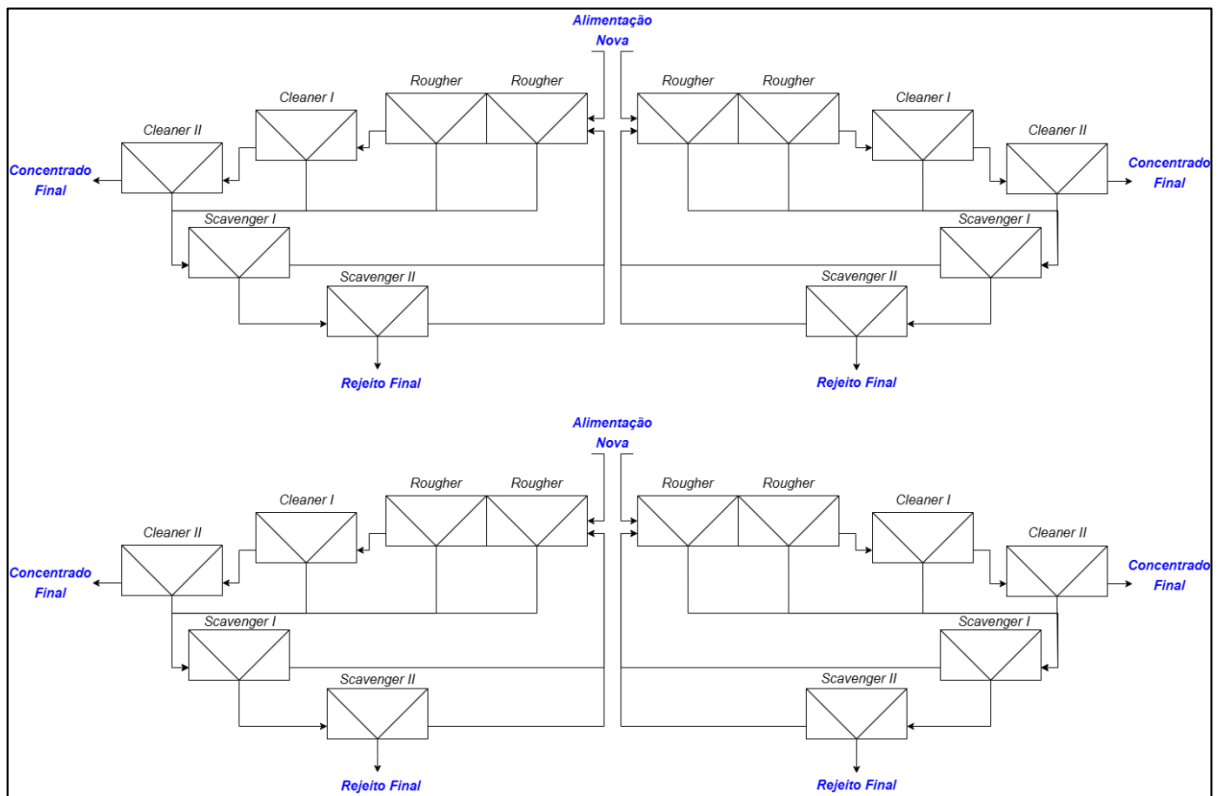 Alimentação
Nova
Rougher
Rougher
Rougher
Rougher
Cleaner I
Cleaner I
Cleaner II
Cleaner II
Concentrado
Final
Concentrado
Final
Scavenger I
Scavenger I
Scavenger II
Scavenger II
Rejeito Final
Rejeito Final
Alimentação
Nova
Rougher
Rougher
Rougher
Rougher
Cleaner I
Cleaner I
Cleaner II
Cleaner II
Concentrado
Final
Concentrado
Final
Scavenger I
Scavenger I
Scavenger II
Scavenger II
Rejeito Final
Rejeito Final